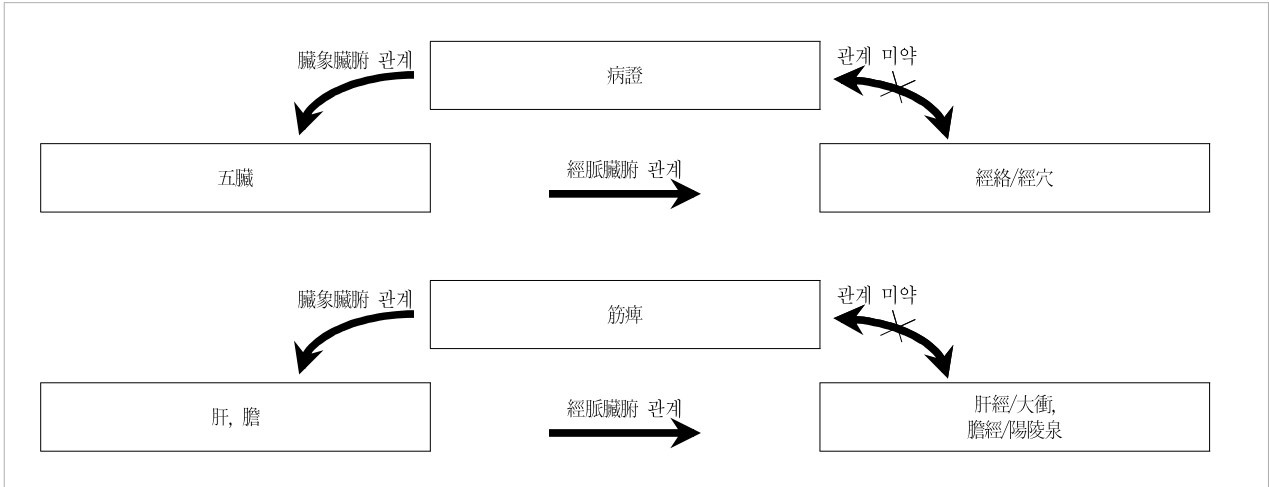 臟象臟腑 관계
病證
관계 미약
五臟
經脈臟腑 관계
經絡/經穴
臟象臟腑 관계
筋痺
관계 미약
肝, 膽
經脈臟腑 관계
肝經/大衝,
膽經/陽陵泉